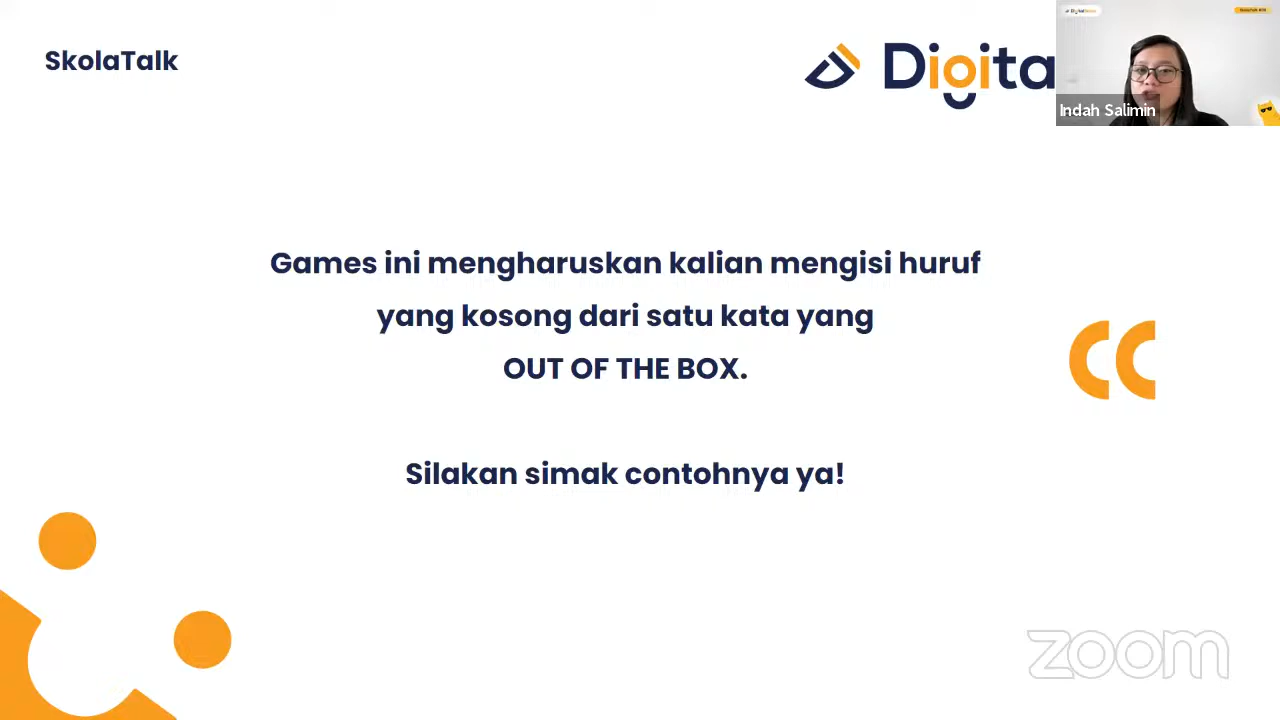 SkolaTalk
Digita
Indah Salimin
Games ini mengharuskan kalian mengisi huruf
yang kosong dari satu kata yang
OUT OF THE BOX.
Silakan simak contohnya ya!
zoom